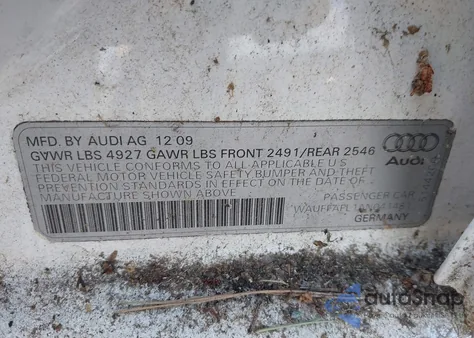 MFD. BY AUDI AG 12 09
GVWR LBS 4927 GAWR LBS FRONT 2491/REAR 2546
THIS VEHICLE CONFORMS TO ALL APPLICABLE U S
FEDERAL MOTOR VEHICLE SAFETY, BUMPER AND THEFT
PREVENTION STANDARDS IN EFFECT ON THE DATE OF
MANUFACTURE SHOWN ABOVE
Audi
PASSENGER CAR
GERMANY
autosnap